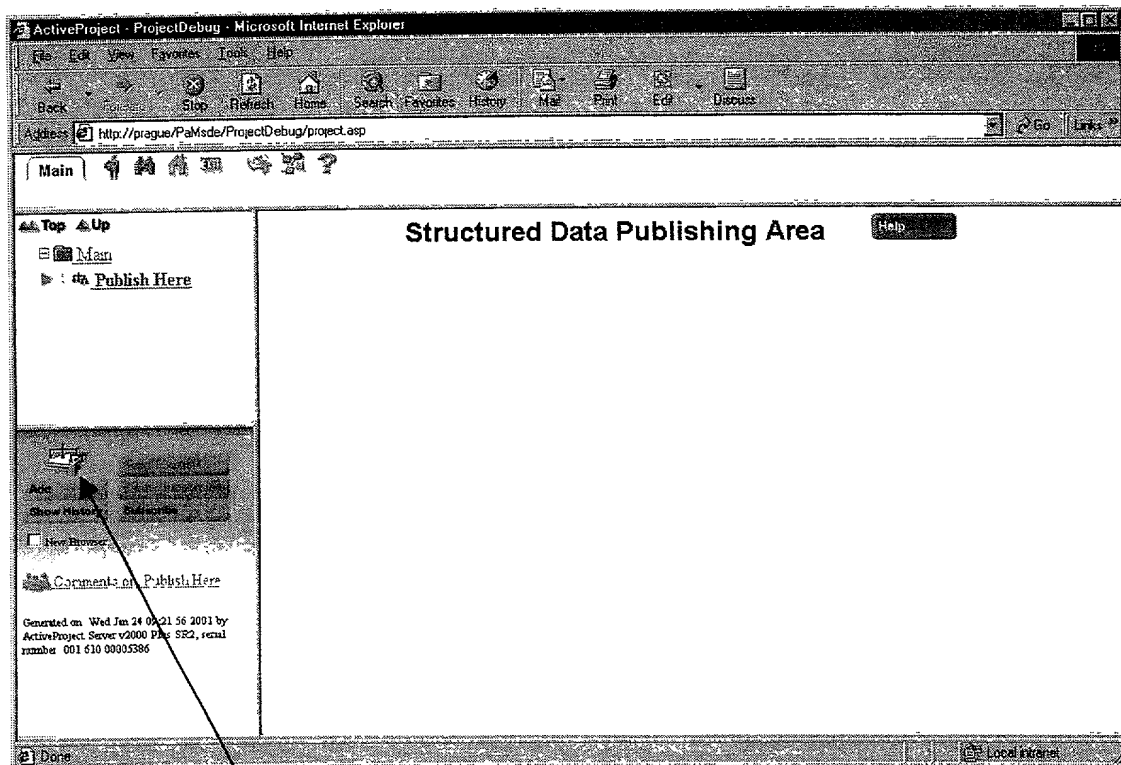 ActiveProject - ProjectDebug - Microsoft Internet Explorer
File Edit View Favorites Tools Help
Back Stop Refresh Home Search Favorites History Mail Print Edit Discuss
Address http://prague/PaMsde/ProjectDebug/project.asp Go Links »
Main
Top Up
Structured Data Publishing Area
Help
Main
Publish Here
Add
Show History Subscribe
New Browser
Comments on Publish Here
Generated on Wed Jan 24 09:21 56 2001 by
ActiveProject Server v2000 Plus SR2, serial
number 001 610 00005386
Done
Local intranet